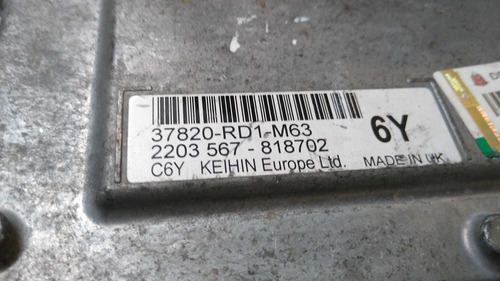 37820-RD1-M63
6Y
2203 567 - 818702
C6Y KEIHIN Europe Ltd. MADE IN UK